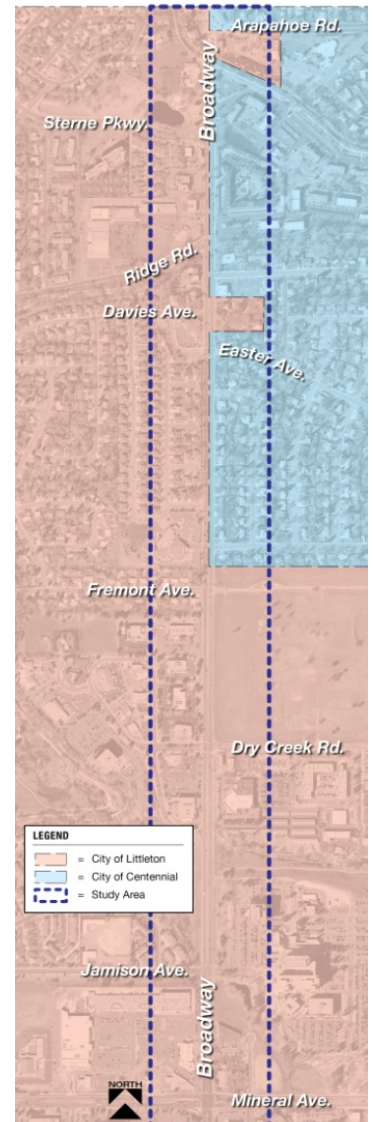 Arapahoe Rd.
Broadway
Sterne Pkwy.
Ridge Rd.
Davies Ave.
Easter Ave.
Fremont Ave.
Dry Creek Rd.
LEGEND
= City of Littleton
= City of Centennial
= Study Area
Jamison Ave.
Broadway
NORTH
Mineral Ave.